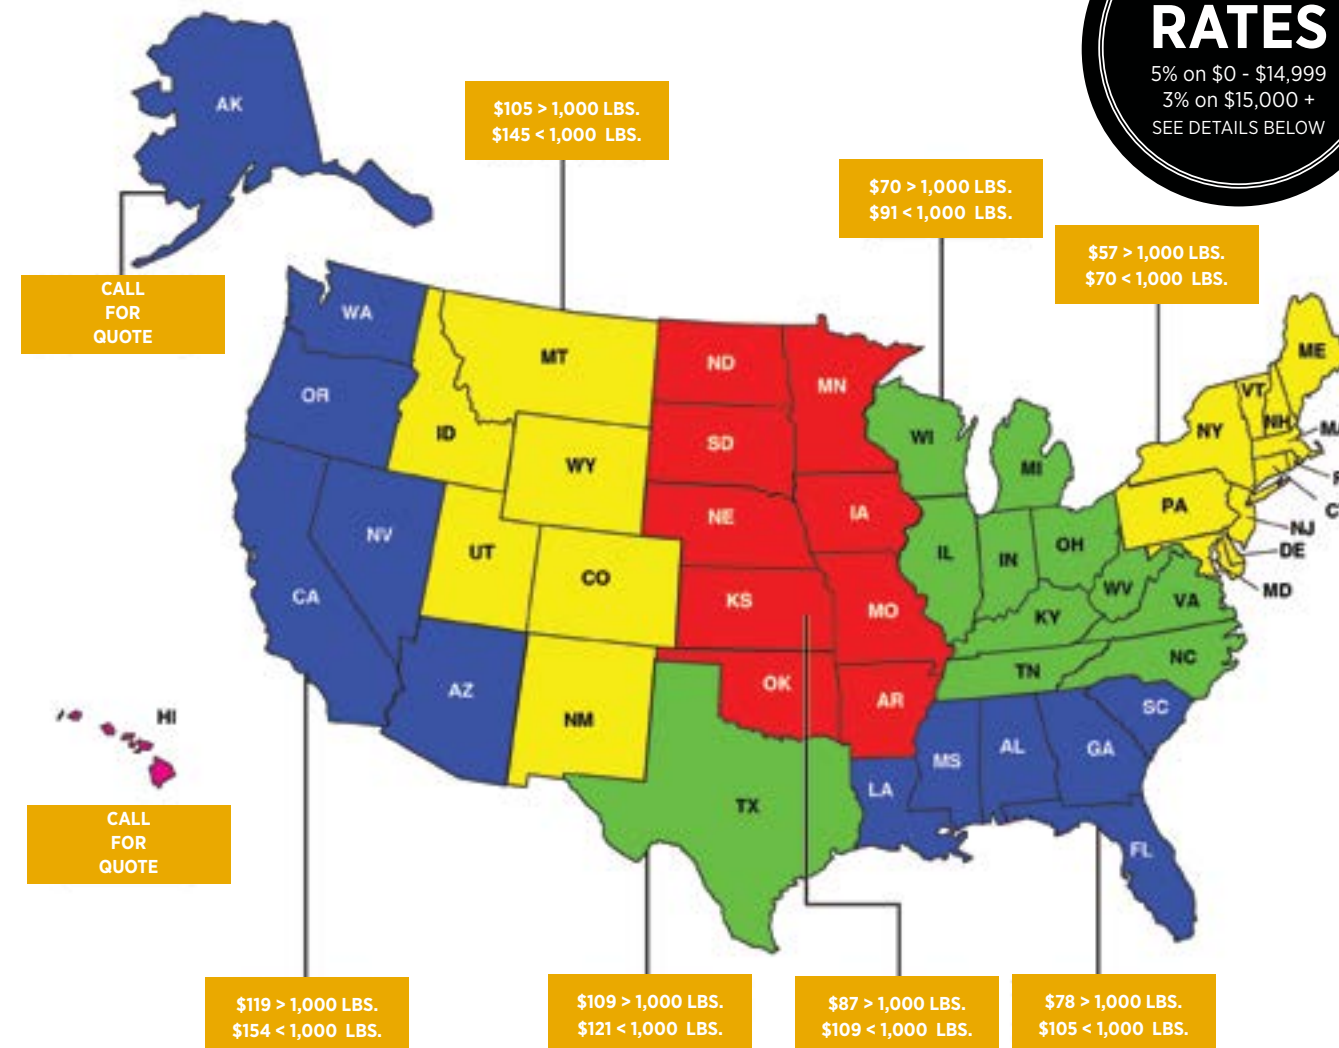 RATES
5% on $0 - $14,999
3% on $15,000 +
SEE DETAILS BELOW
AK
$105 > 1,000 LBS.
$145 < 1,000 LBS.
$70 > 1,000 LBS.
$91 < 1,000 LBS.
$57 > 1,000 LBS.
$70 < 1,000 LBS.
CALL
FOR
QUOTE
WA
MT
ND
MN
ME
VT
NH
OR
ID
WY
SD
WI
MI
NY
NV
UT
CO
NE
IA
IL
IN
OH
PA
NJ
DE
MD
CA
KS
MO
KY
WV
VA
AZ
NM
OK
AR
TN
NC
SC
HI
TX
LA
MS
AL
GA
FL
CALL
FOR
QUOTE
$119 > 1,000 LBS.
$154 < 1,000 LBS.
$109 > 1,000 LBS.
$121 < 1,000 LBS.
$87 > 1,000 LBS.
$109 < 1,000 LBS.
$78 > 1,000 LBS.
$105 < 1,000 LBS.